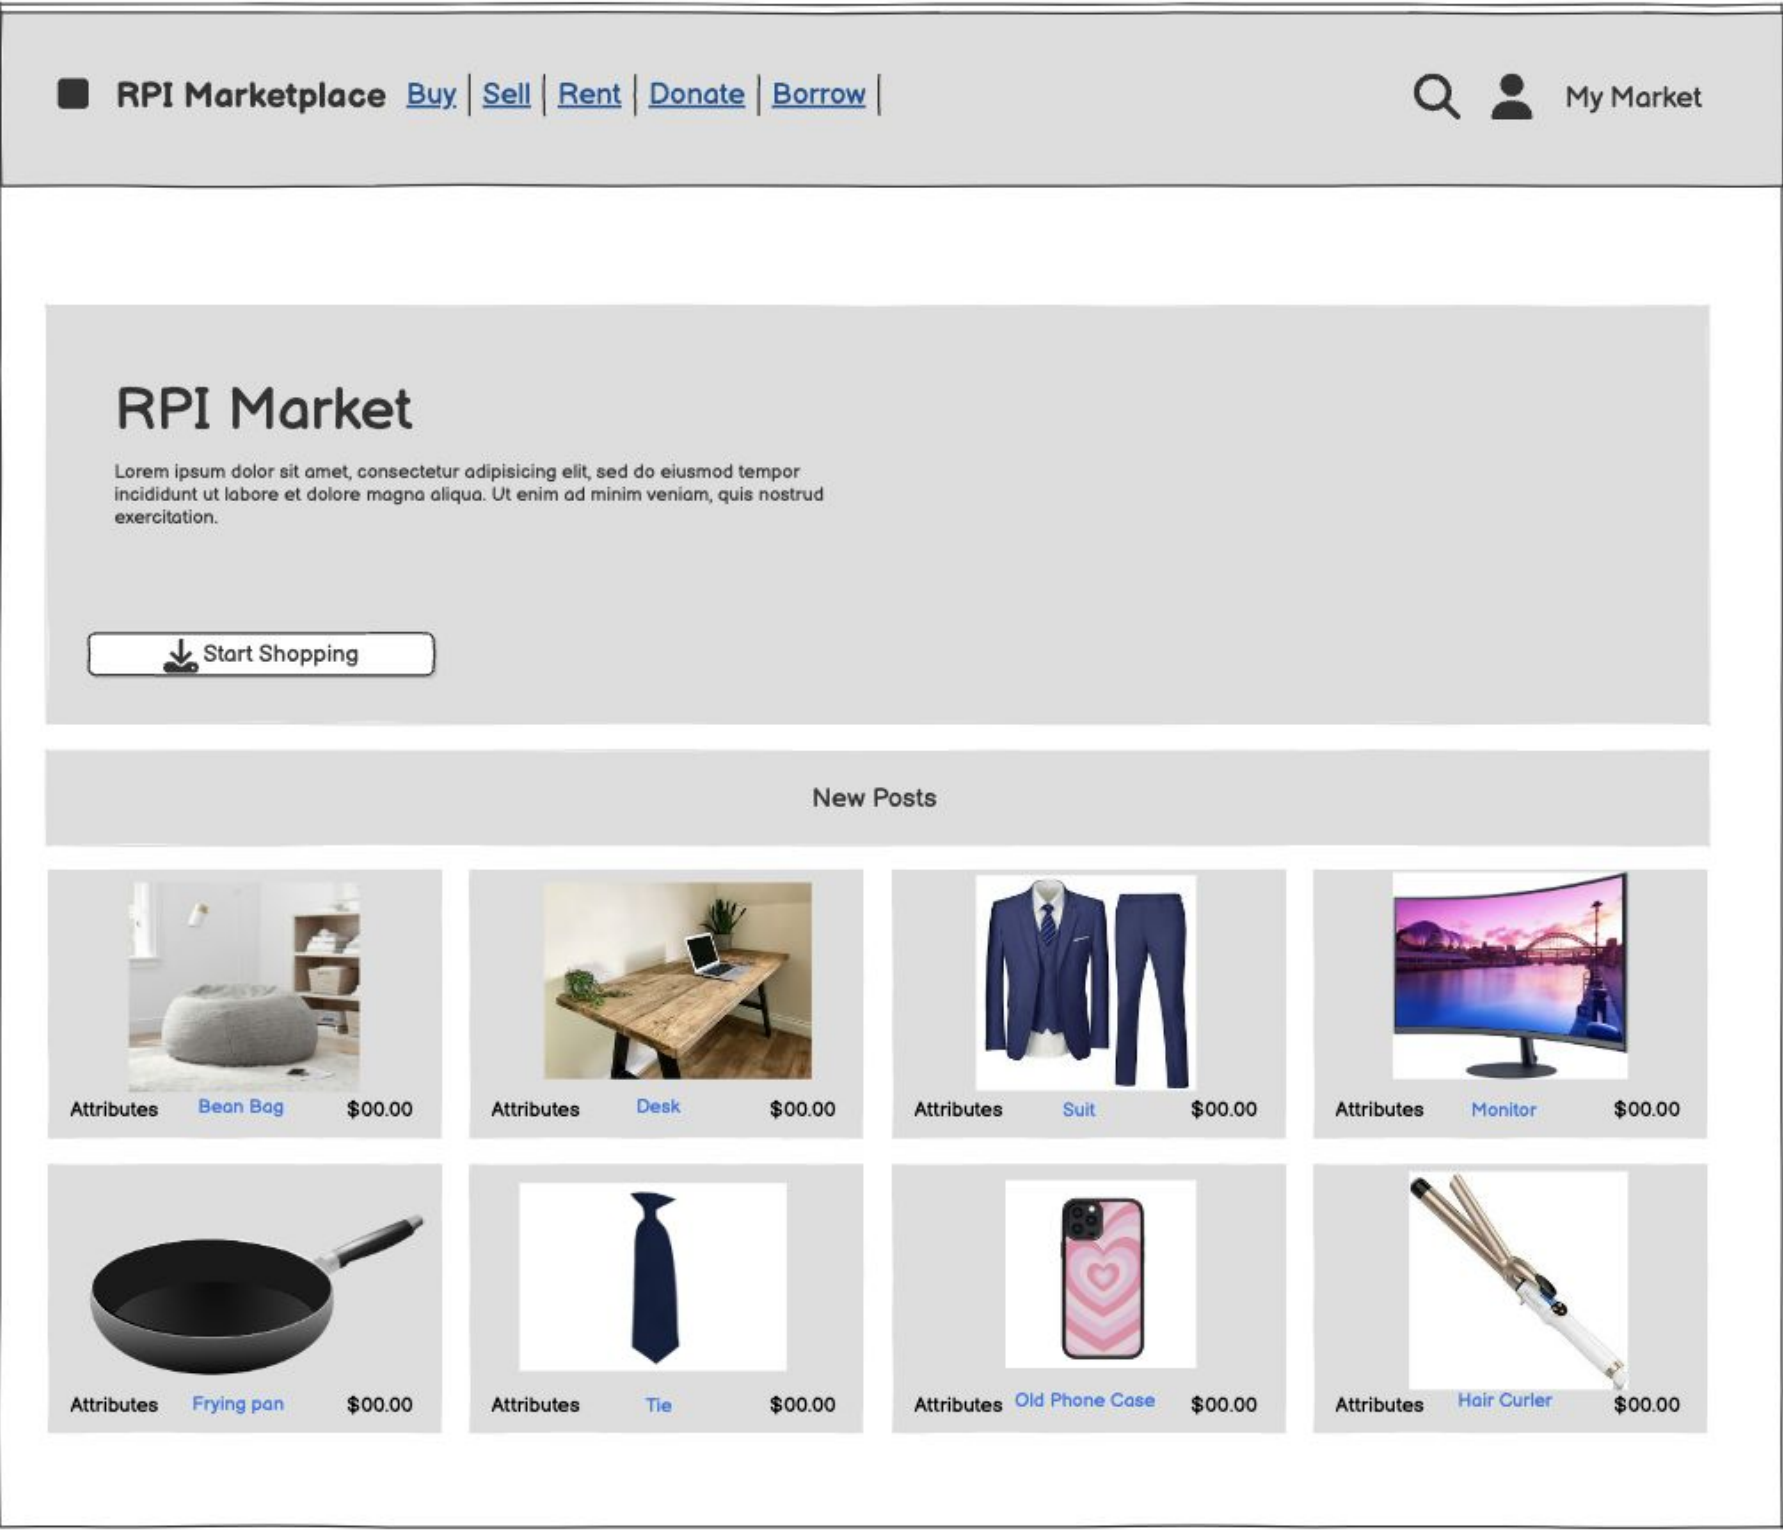 RPI Marketplace Buy Sell Rent Donate Borrow My Market
RPI Market
Lorem ipsum dolor sit amet, consectetur adipisicing elit, sed do eiusmod tempor
incididunt ut labore et dolore magna aliqua. Ut enim ad minim veniam, quis nostrud
exercitation.
Start Shopping
New Posts
Attributes Bean Bag $00.00
Attributes Desk $00.00
Attributes Suit $00.00
Attributes Monitor $00.00
Attributes Frying pan $00.00
Attributes Tie $00.00
Attributes Old Phone Case $00.00
Attributes Hair Curler $00.00